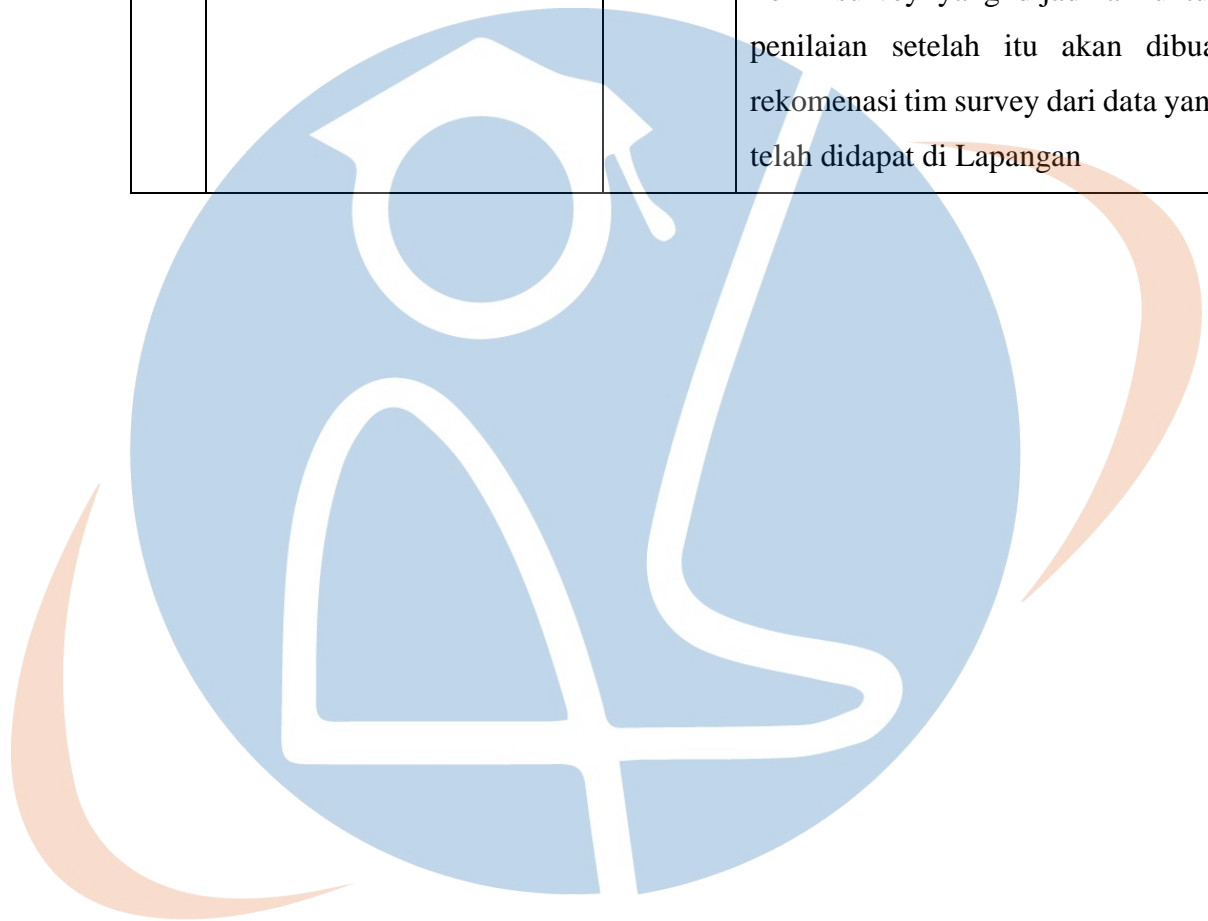 penilaian setelah itu akan dibua
rekomenasi tim survey dari data yan
telah didapat di Lapangan